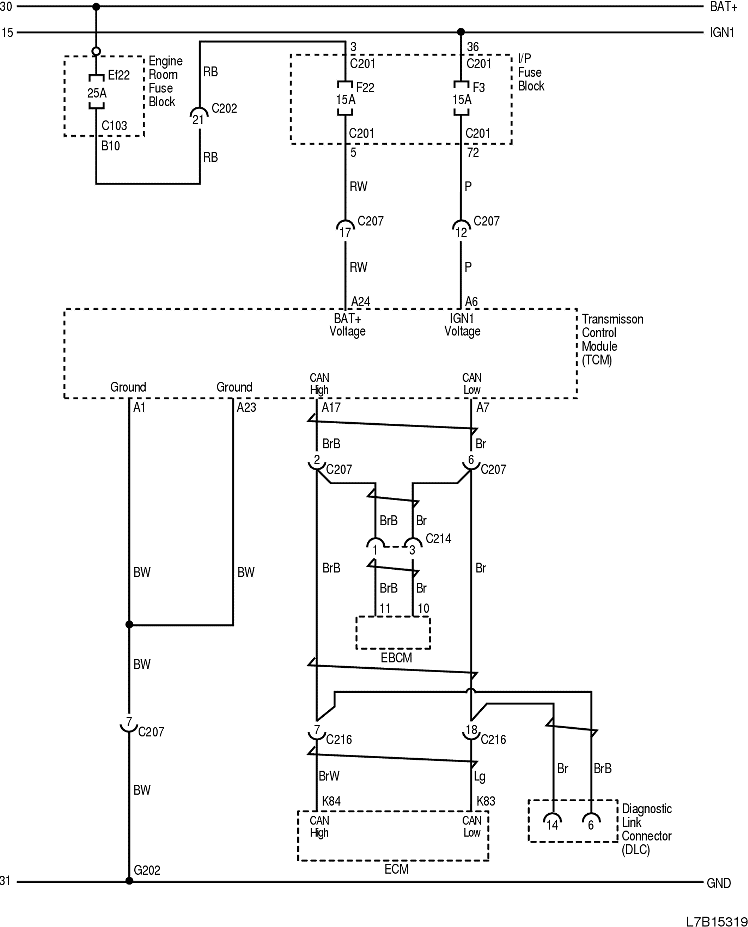 30 BAT+
15 IGN1
Engine
Room
Fuse
Block
Ef22
25A
C103
B10
RB
C202
21
RB
3
C201
36
C201
I/P
Fuse
Block
F22
15A
F3
15A
C201
C201
5
72
RW
P
17
C207
12
C207
RW
P
A24
A6
BAT+
Voltage
IGN1
Voltage
Transmisson
Control
Module
(TCM)
Ground
Ground
CAN
High
CAN
Low
A1
A23
A17
A7
BrB
Br
2
C207
6
C207
BrB
Br
1
3
C214
BW
BW
BrB
BrB
Br
Br
11
10
EBCM
BW
7
C207
7
C216
18
C216
BW
BrW
Lg
Br
BrB
K84
K83
CAN
High
CAN
Low
ECM
14
6
Diagnostic
Link
Connector
(DLC)
G202
31 GND
L7B15319